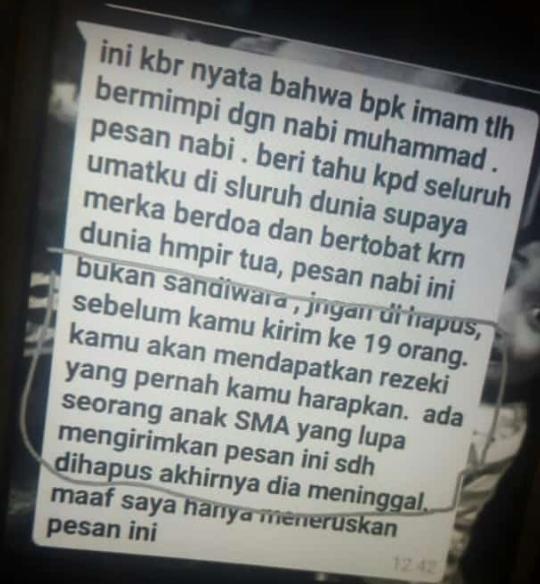 ini kbr nyata bahwa bpk imam tlh
bermimpi dgn nabi muhammad .
pesan nabi . beri tahu kpd seluruh
umatku di sluruh dunia supaya
merka berdoa dan bertobat krn
dunia hmpir tua, pesan nabi ini
bukan sandiwara , jngan di hapus,
sebelum kamu kirim ke 19 orang.
kamu akan mendapatkan rezeki
yang pernah kamu harapkan. ada
seorang anak SMA yang lupa
mengirimkan pesan ini sdh
dihapus akhirnya dia meninggal.
maaf saya hanya meneruskan
pesan ini
12.42